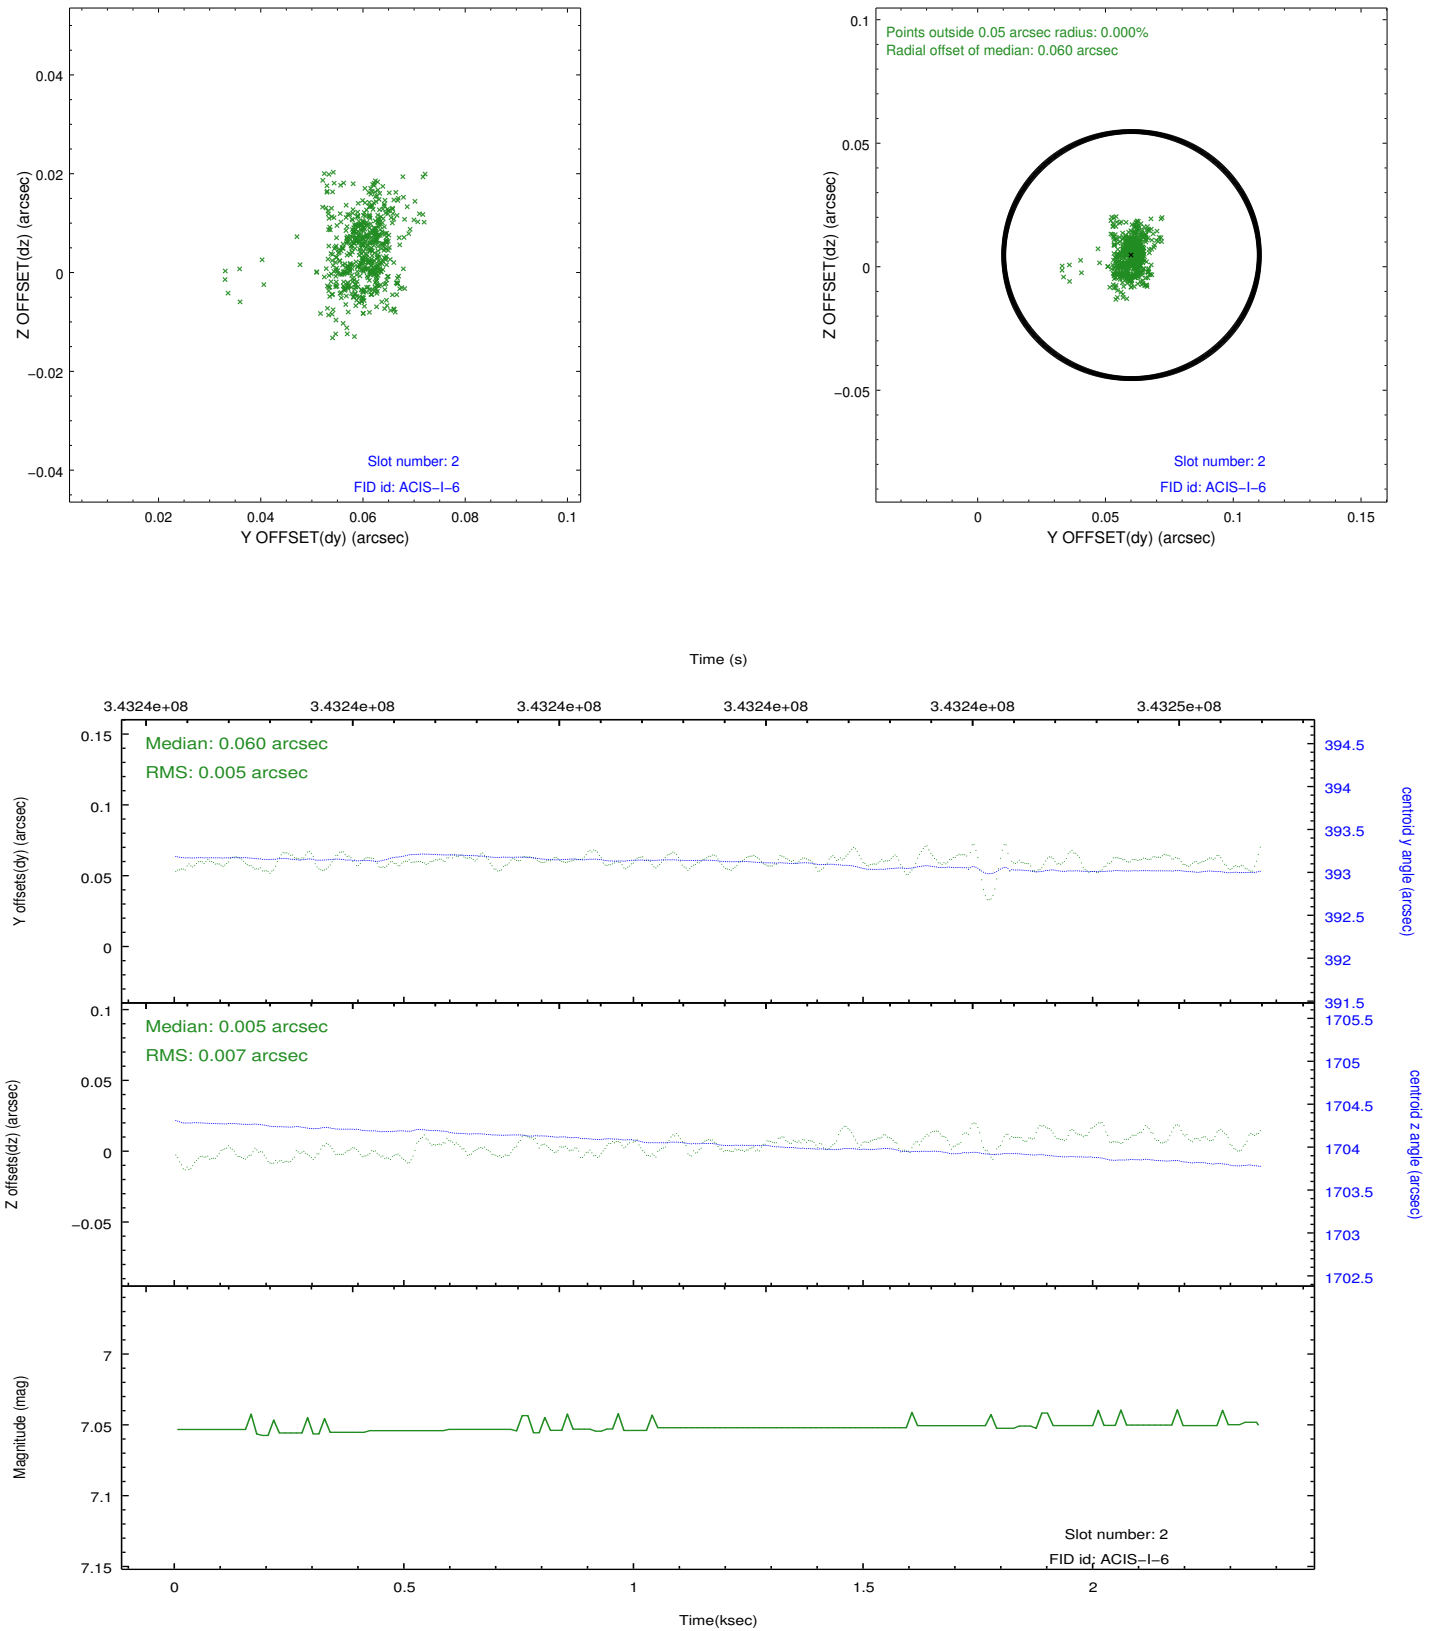 0.04
0.02
0
−0.02
−0.04
Z OFFSET(dz) (arcsec)
0.02
0.04
0.06
0.08
0.1
Y OFFSET(dy) (arcsec)
Slot number: 2
FID id: ACIS−I−6
Points outside 0.05 arcsec radius: 0.000%
Radial offset of median: 0.060 arcsec
0.1
0.05
0
−0.05
Z OFFSET(dz) (arcsec)
0
0.05
0.1
0.15
Y OFFSET(dy) (arcsec)
Slot number: 2
FID id: ACIS−I−6
Time (s)
3.4324e+08
3.4324e+08
3.4324e+08
3.4324e+08
3.4324e+08
3.4325e+08
Median: 0.060 arcsec
RMS: 0.005 arcsec
0.15
0.1
0.05
0
Y offsets(dy) (arcsec)
394.5
394
393.5
393
392.5
392
391.5
centroid y angle (arcsec)
Median: 0.005 arcsec
RMS: 0.007 arcsec
0.1
0.05
0
−0.05
Z offsets(dz) (arcsec)
1705.5
1705
1704.5
1704
1703.5
1703
1702.5
centroid z angle (arcsec)
7
7.05
7.1
7.15
Magnitude (mag)
Slot number: 2
FID id: ACIS−I−6
0
0.5
1
1.5
2
Time(ksec)